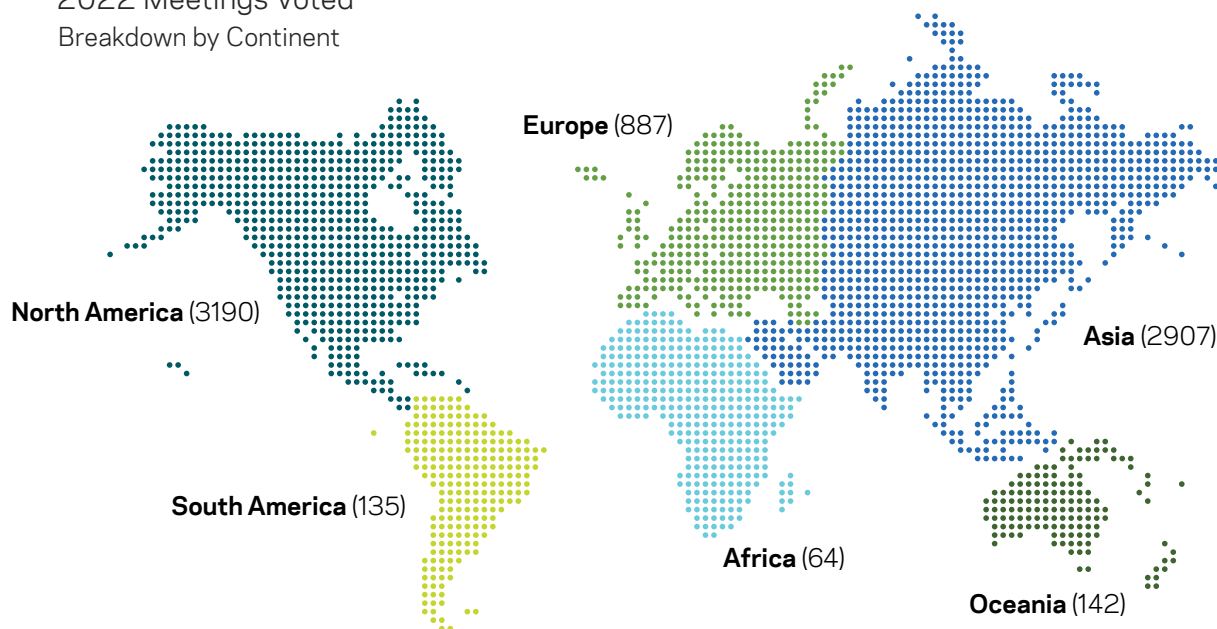 2022 Meetings Voted
Breakdown by Continent
Europe (887)
North America (3190)
Asia (2907)
South America (135)
Africa (64)
Oceania (142)